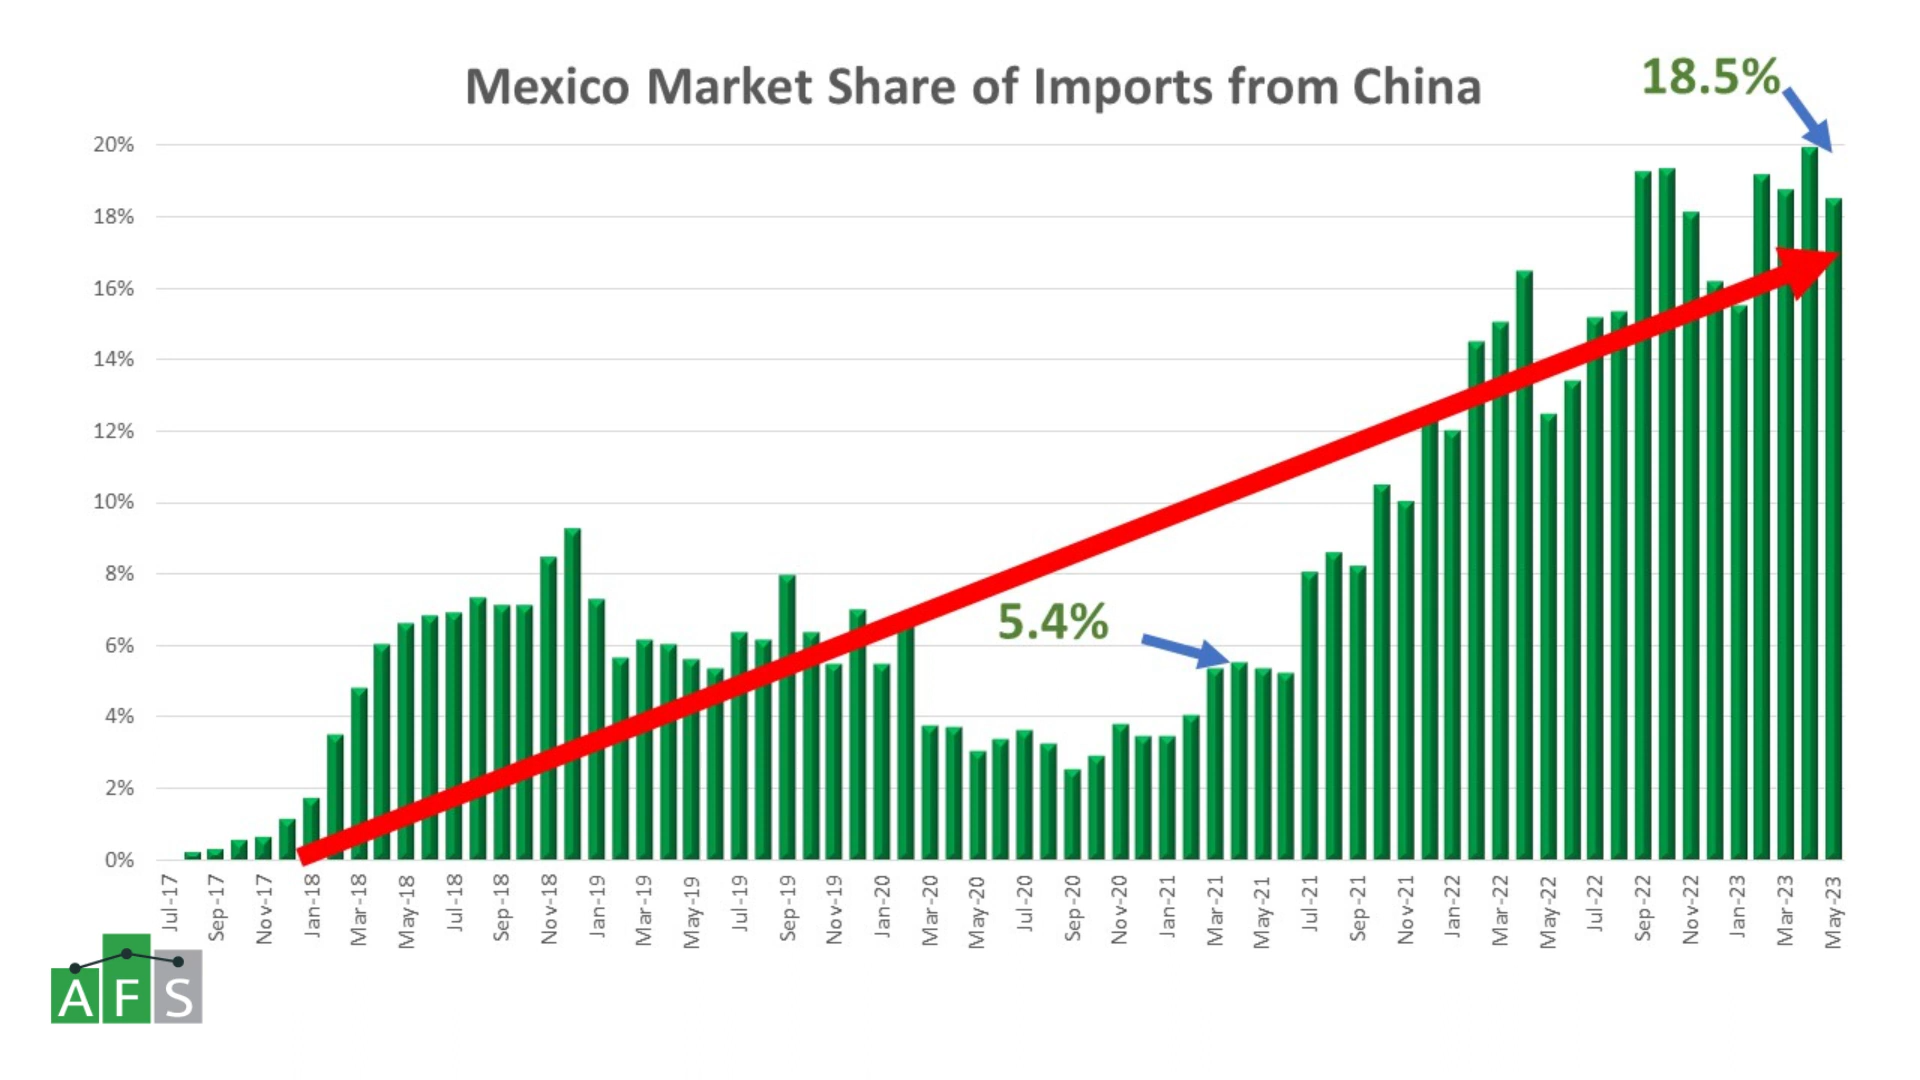 Mexico Market Share of Imports from China
18.5%
20%
18%
16%
14%
12%
10%
8%
6%
4%
2%
0%
5.4%
Jul-17
Sep-17
Nov-17
Jan-18
Mar-18
May-18
Jul-18
Sep-18
Nov-18
Jan-19
Mar-19
May-19
Jul-19
Sep-19
Nov-19
Jan-20
Mar-20
May-20
Jul-20
Sep-20
Nov-20
Jan-21
Mar-21
May-21
Jul-21
Sep-21
Nov-21
Jan-22
Mar-22
May-22
Jul-22
Sep-22
Nov-22
Jan-23
Mar-23
May-23
AFS